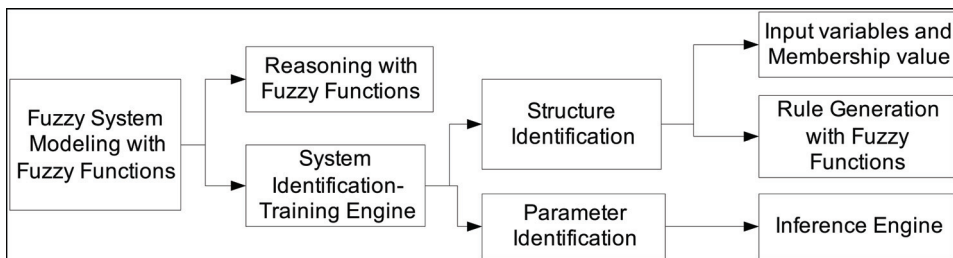 Fuzzy System
Modeling with
Fuzzy Functions
Reasoning with
Fuzzy Functions
System
Identification-
Training Engine
Structure
Identification
Parameter
Identification
Input variables and
Membership value
Rule Generation
with Fuzzy
Functions
Inference Engine